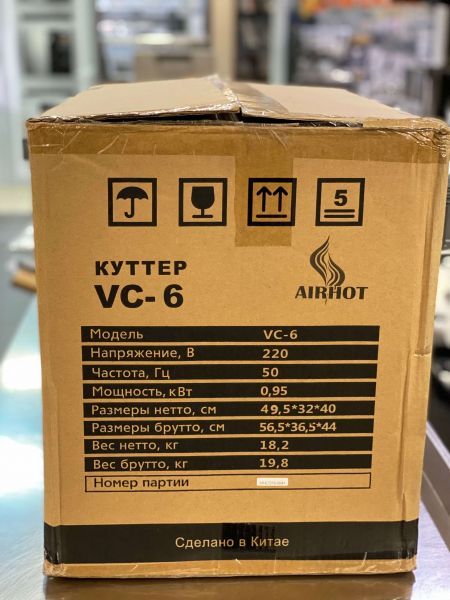 5
КУТТЕР
VC-6
AIRHOT
Модель VC-6
Напряжение, В 220
Частота, Гц 50
Мощность, кВт 0,95
Размеры нетто, см 49,5*32*40
Размеры брутто, см 56,5*36,5*44
Вес нетто, кг 18,2
Вес брутто, кг 19,8
Номер партии
Сделано в Китае